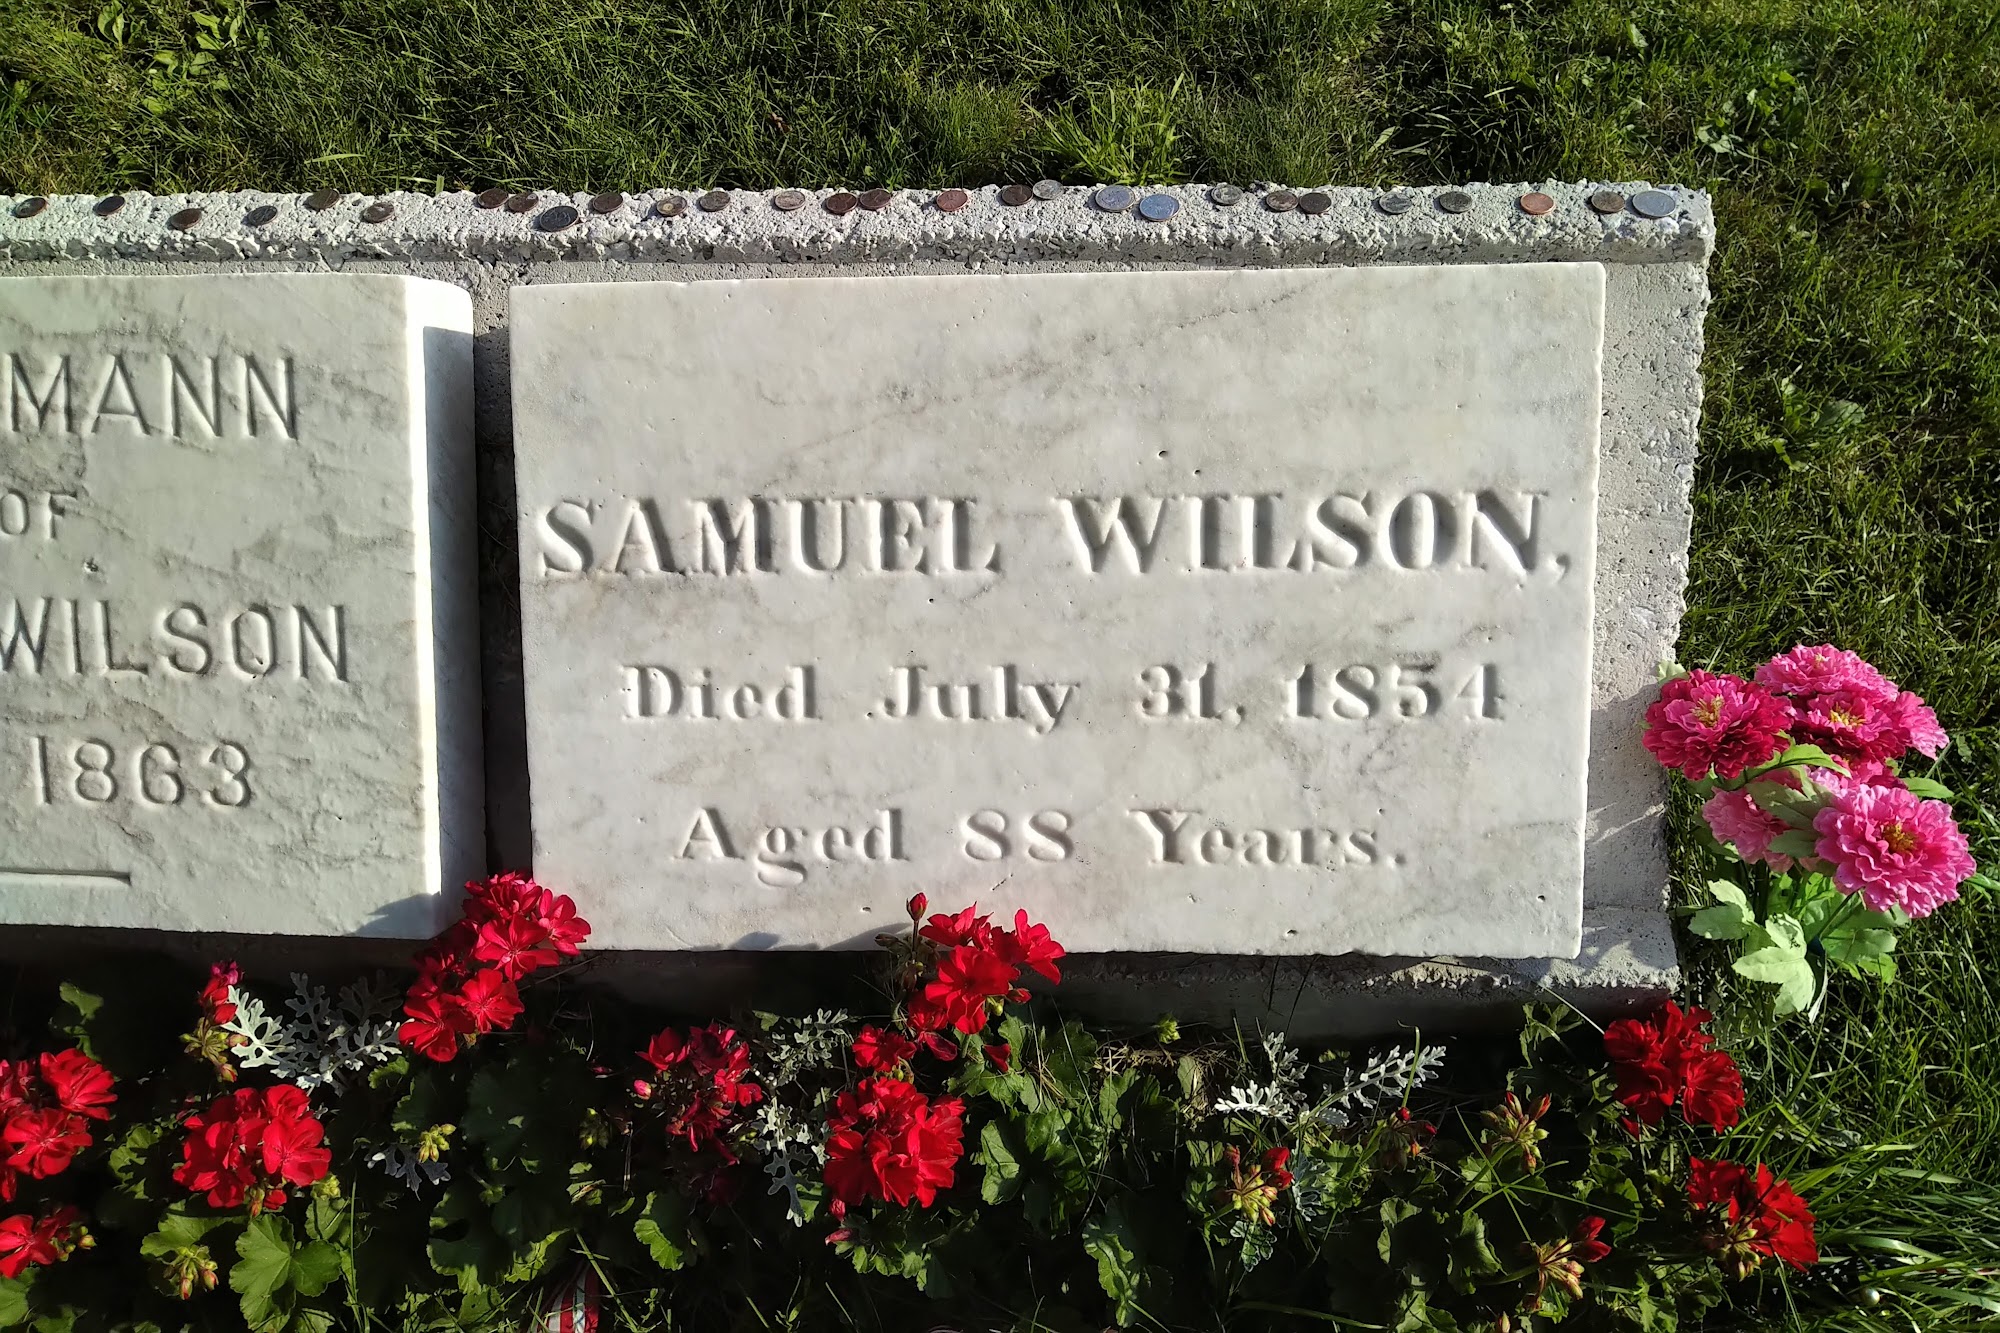 MANN
OF
WILSON
1863
SAMUEL WILSON,
Died July 31, 1854
Aged 88 Years.